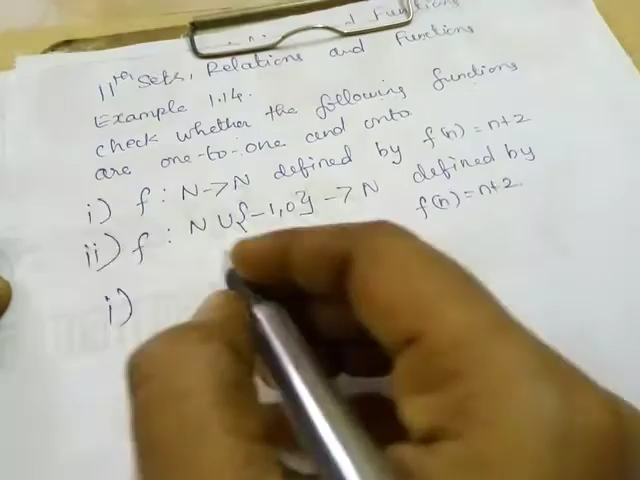 11th Sets, Relations and Functions
Example 1.14.
check whether the following functions
are one-to-one and onto
i) f : N->N defined by f(n) = n+2
ii) f : N U{-1,0} -> N defined by
f(n) = n+2.
i)